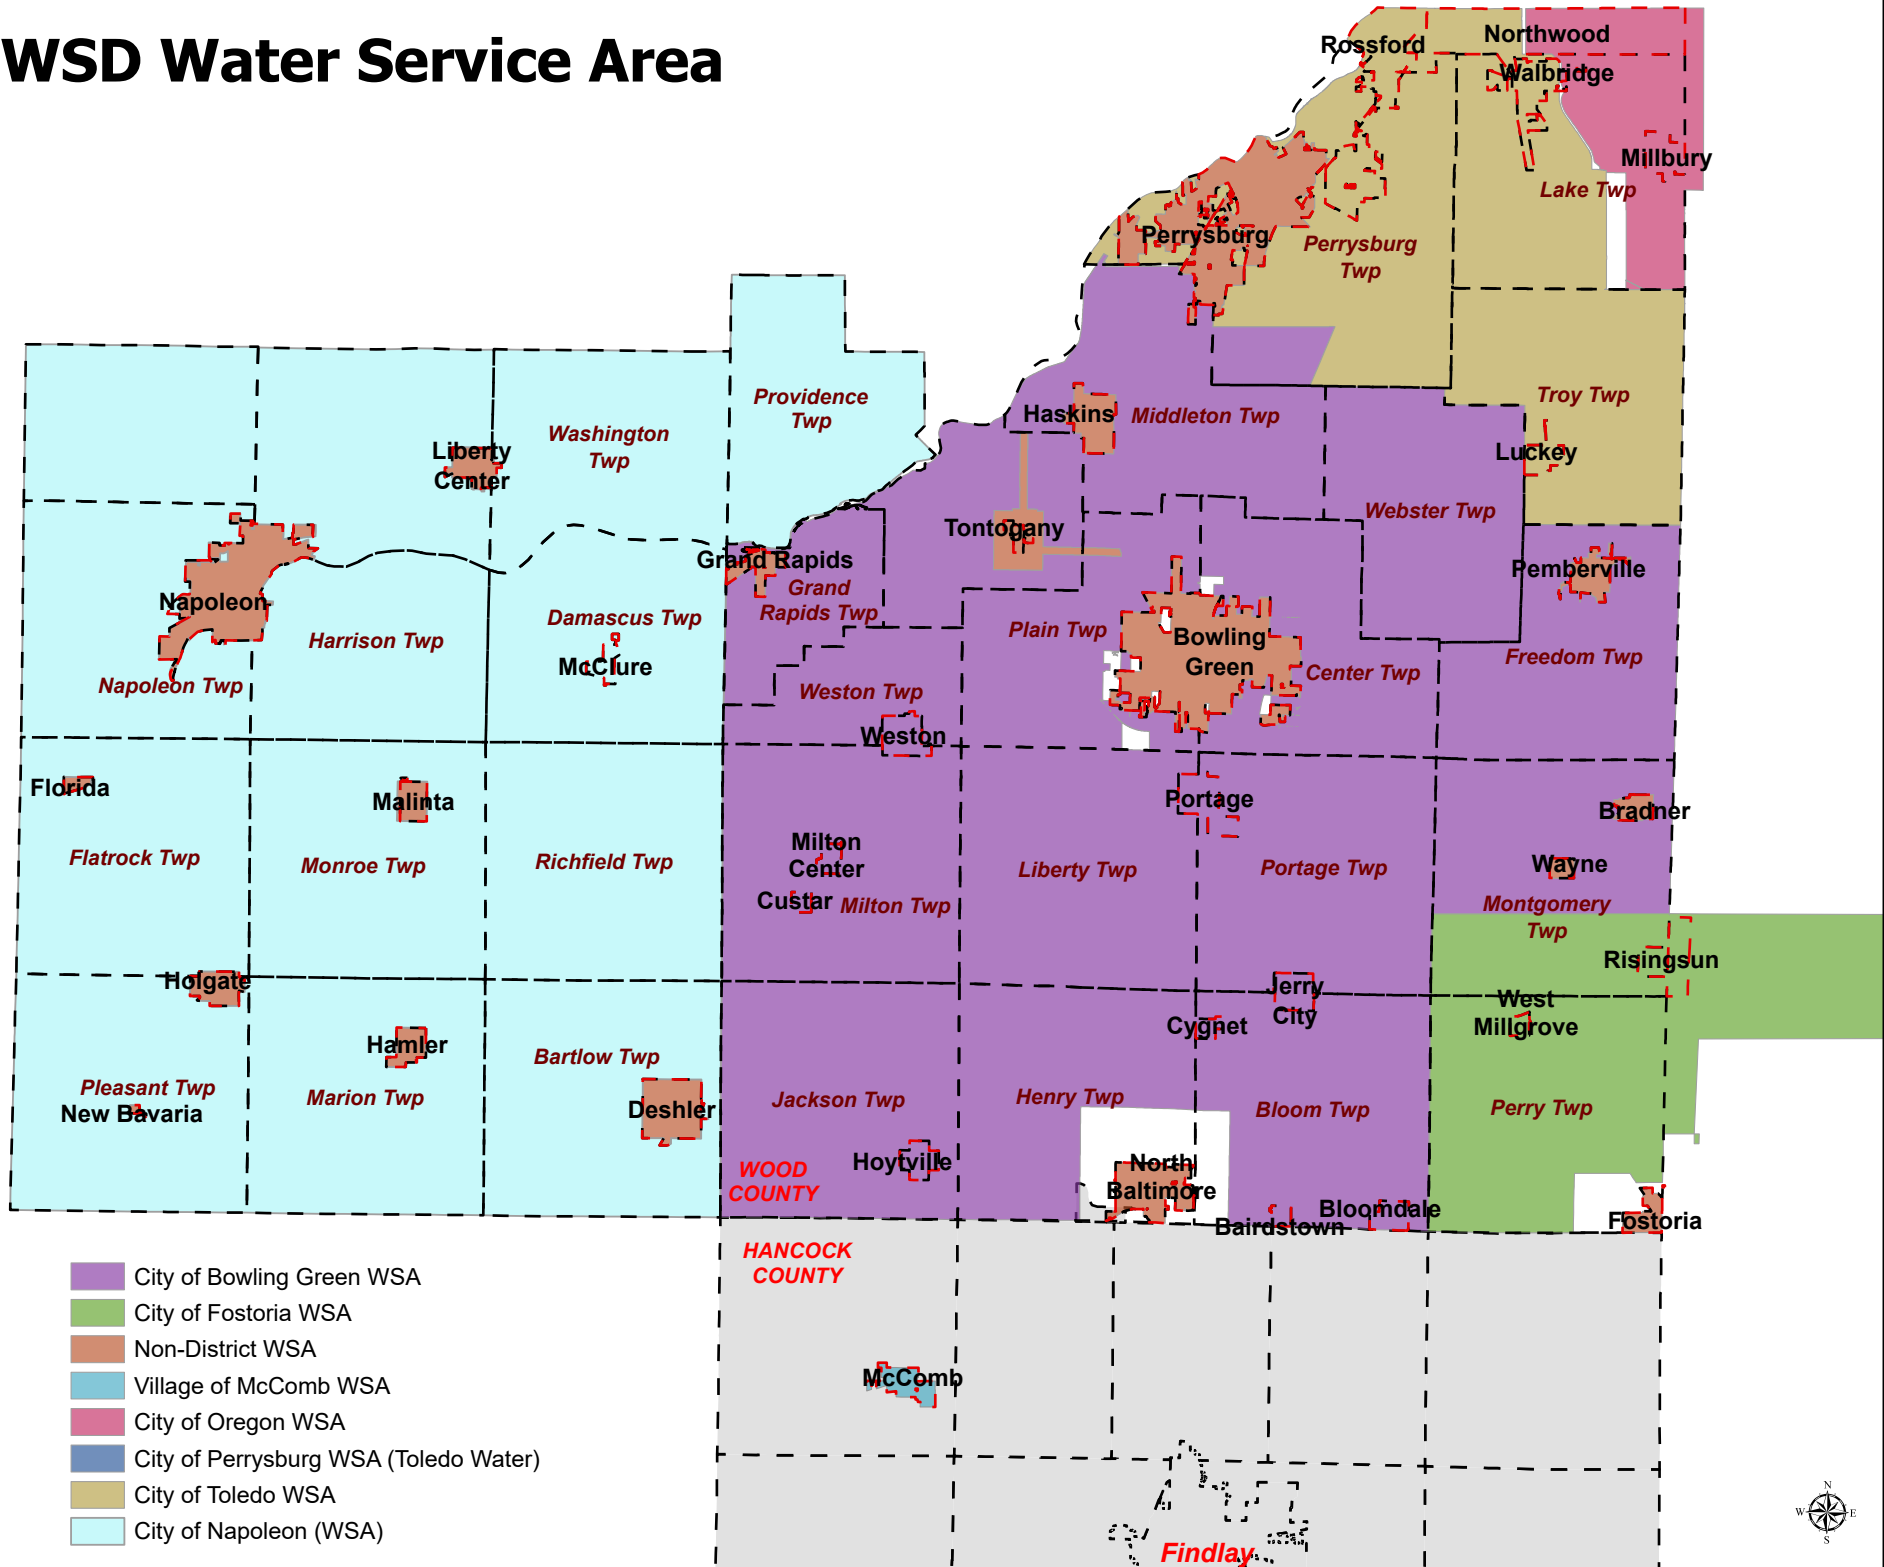 WSD Water Service Area
Rossford
Northwood
Walbridge
Millbury
Lake Twp
Perrysburg
Perrysburg
Twp
Providence
Twp
Washington
Twp
Liberty
Center
Haskins
Middleton Twp
Troy Twp
Luckey
Webster Twp
Tontogany
Grand Rapids
Grand
Rapids Twp
Pemberville
Napoleon
Harrison Twp
Damascus Twp
McClure
Napoleon Twp
Plain Twp
Bowling
Green
Center Twp
Freedom Twp
Weston Twp
Weston
Florida
Malinta
Flatrock Twp
Monroe Twp
Richfield Twp
Milton
Center
Custar
Milton Twp
Liberty Twp
Portage
Portage Twp
Bradner
Wayne
Montgomery
Twp
Risingsun
Holgate
Hamler
Bartlow Twp
Pleasant Twp
New Bavaria
Marion Twp
Deshler
Jackson Twp
Henry Twp
Cygnet
Jerry
City
Bloom Twp
West
Millgrove
Perry Twp
Hoytville
WOOD
COUNTY
North
Baltimore
Bairdstown
Bloomdale
Fostoria
HANCOCK
COUNTY
McComb
Findlay
City of Bowling Green WSA
City of Fostoria WSA
Non-District WSA
Village of McComb WSA
City of Oregon WSA
City of Perrysburg WSA (Toledo Water)
City of Toledo WSA
City of Napoleon (WSA)
N
W
E
S